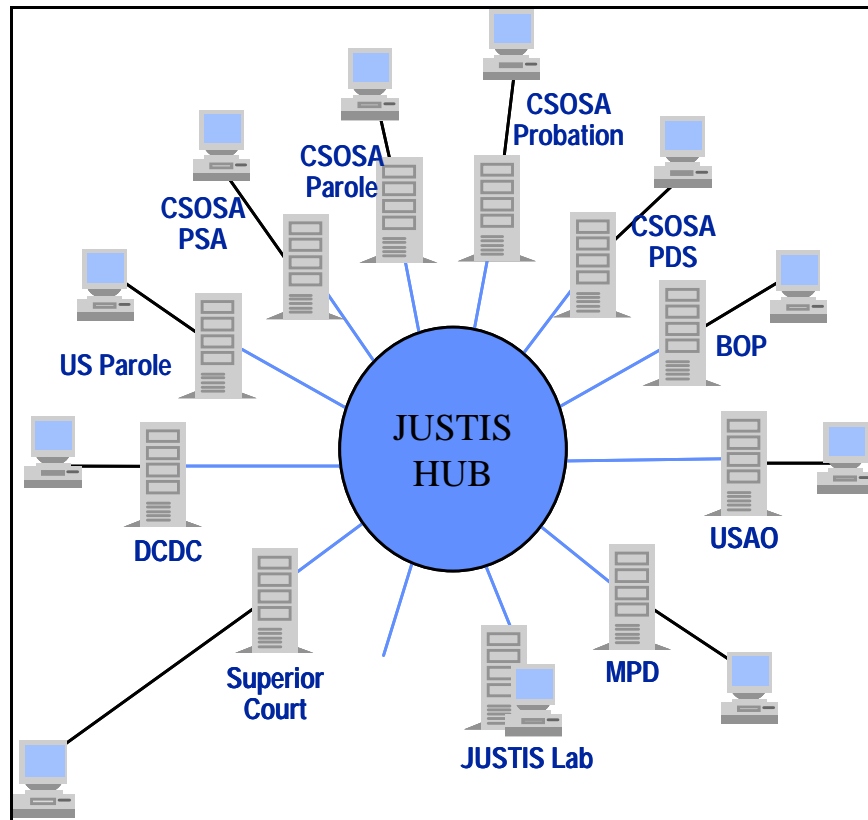 CSOSA
Probation
CSOSA
Parole
CSOSA
PSA
CSOSA
PDS
US Parole
BOP
JUSTIS
HUB
DCDC
USAO
Superior
Court
MPD
JUSTIS Lab